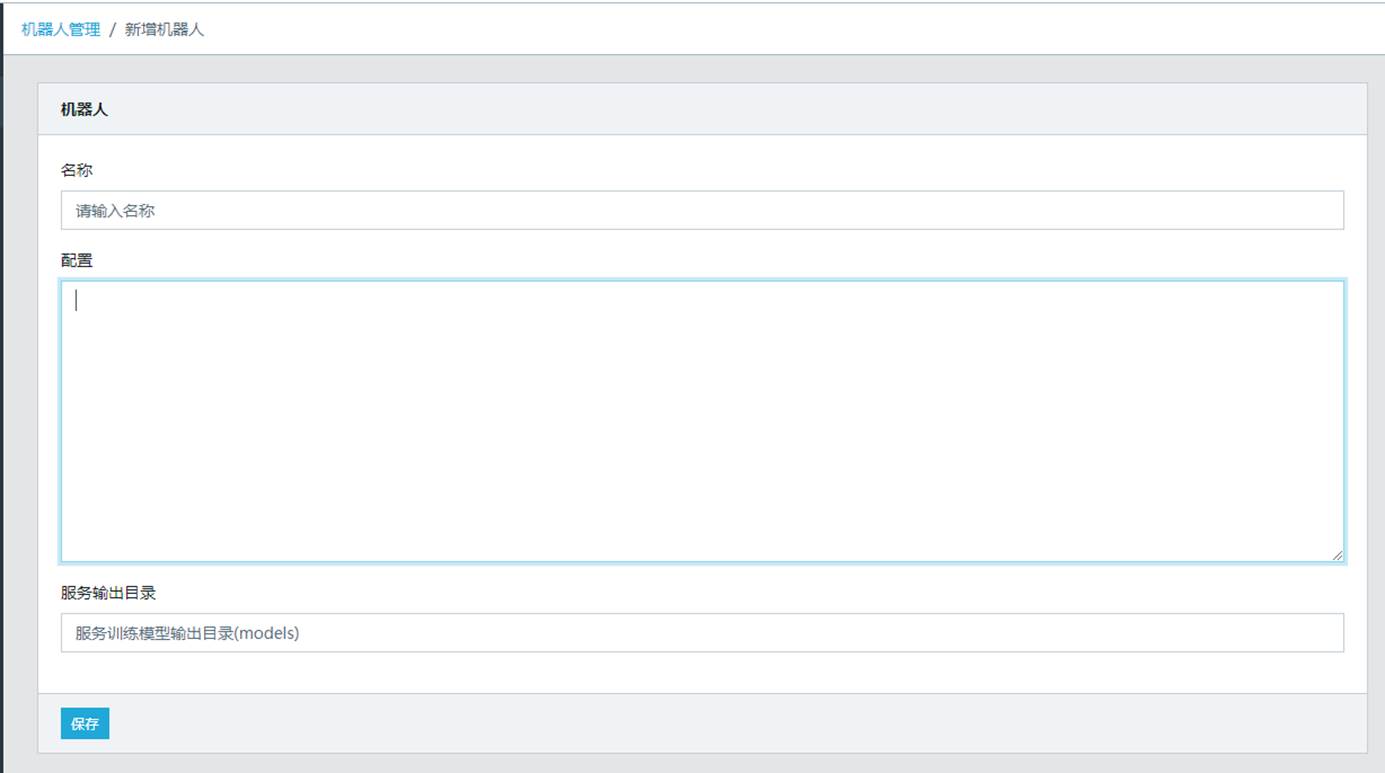 机器人管理 / 新增机器人
机器人
名称
请输入名称
配置
服务输出目录
服务训练模型输出目录(models)
保存